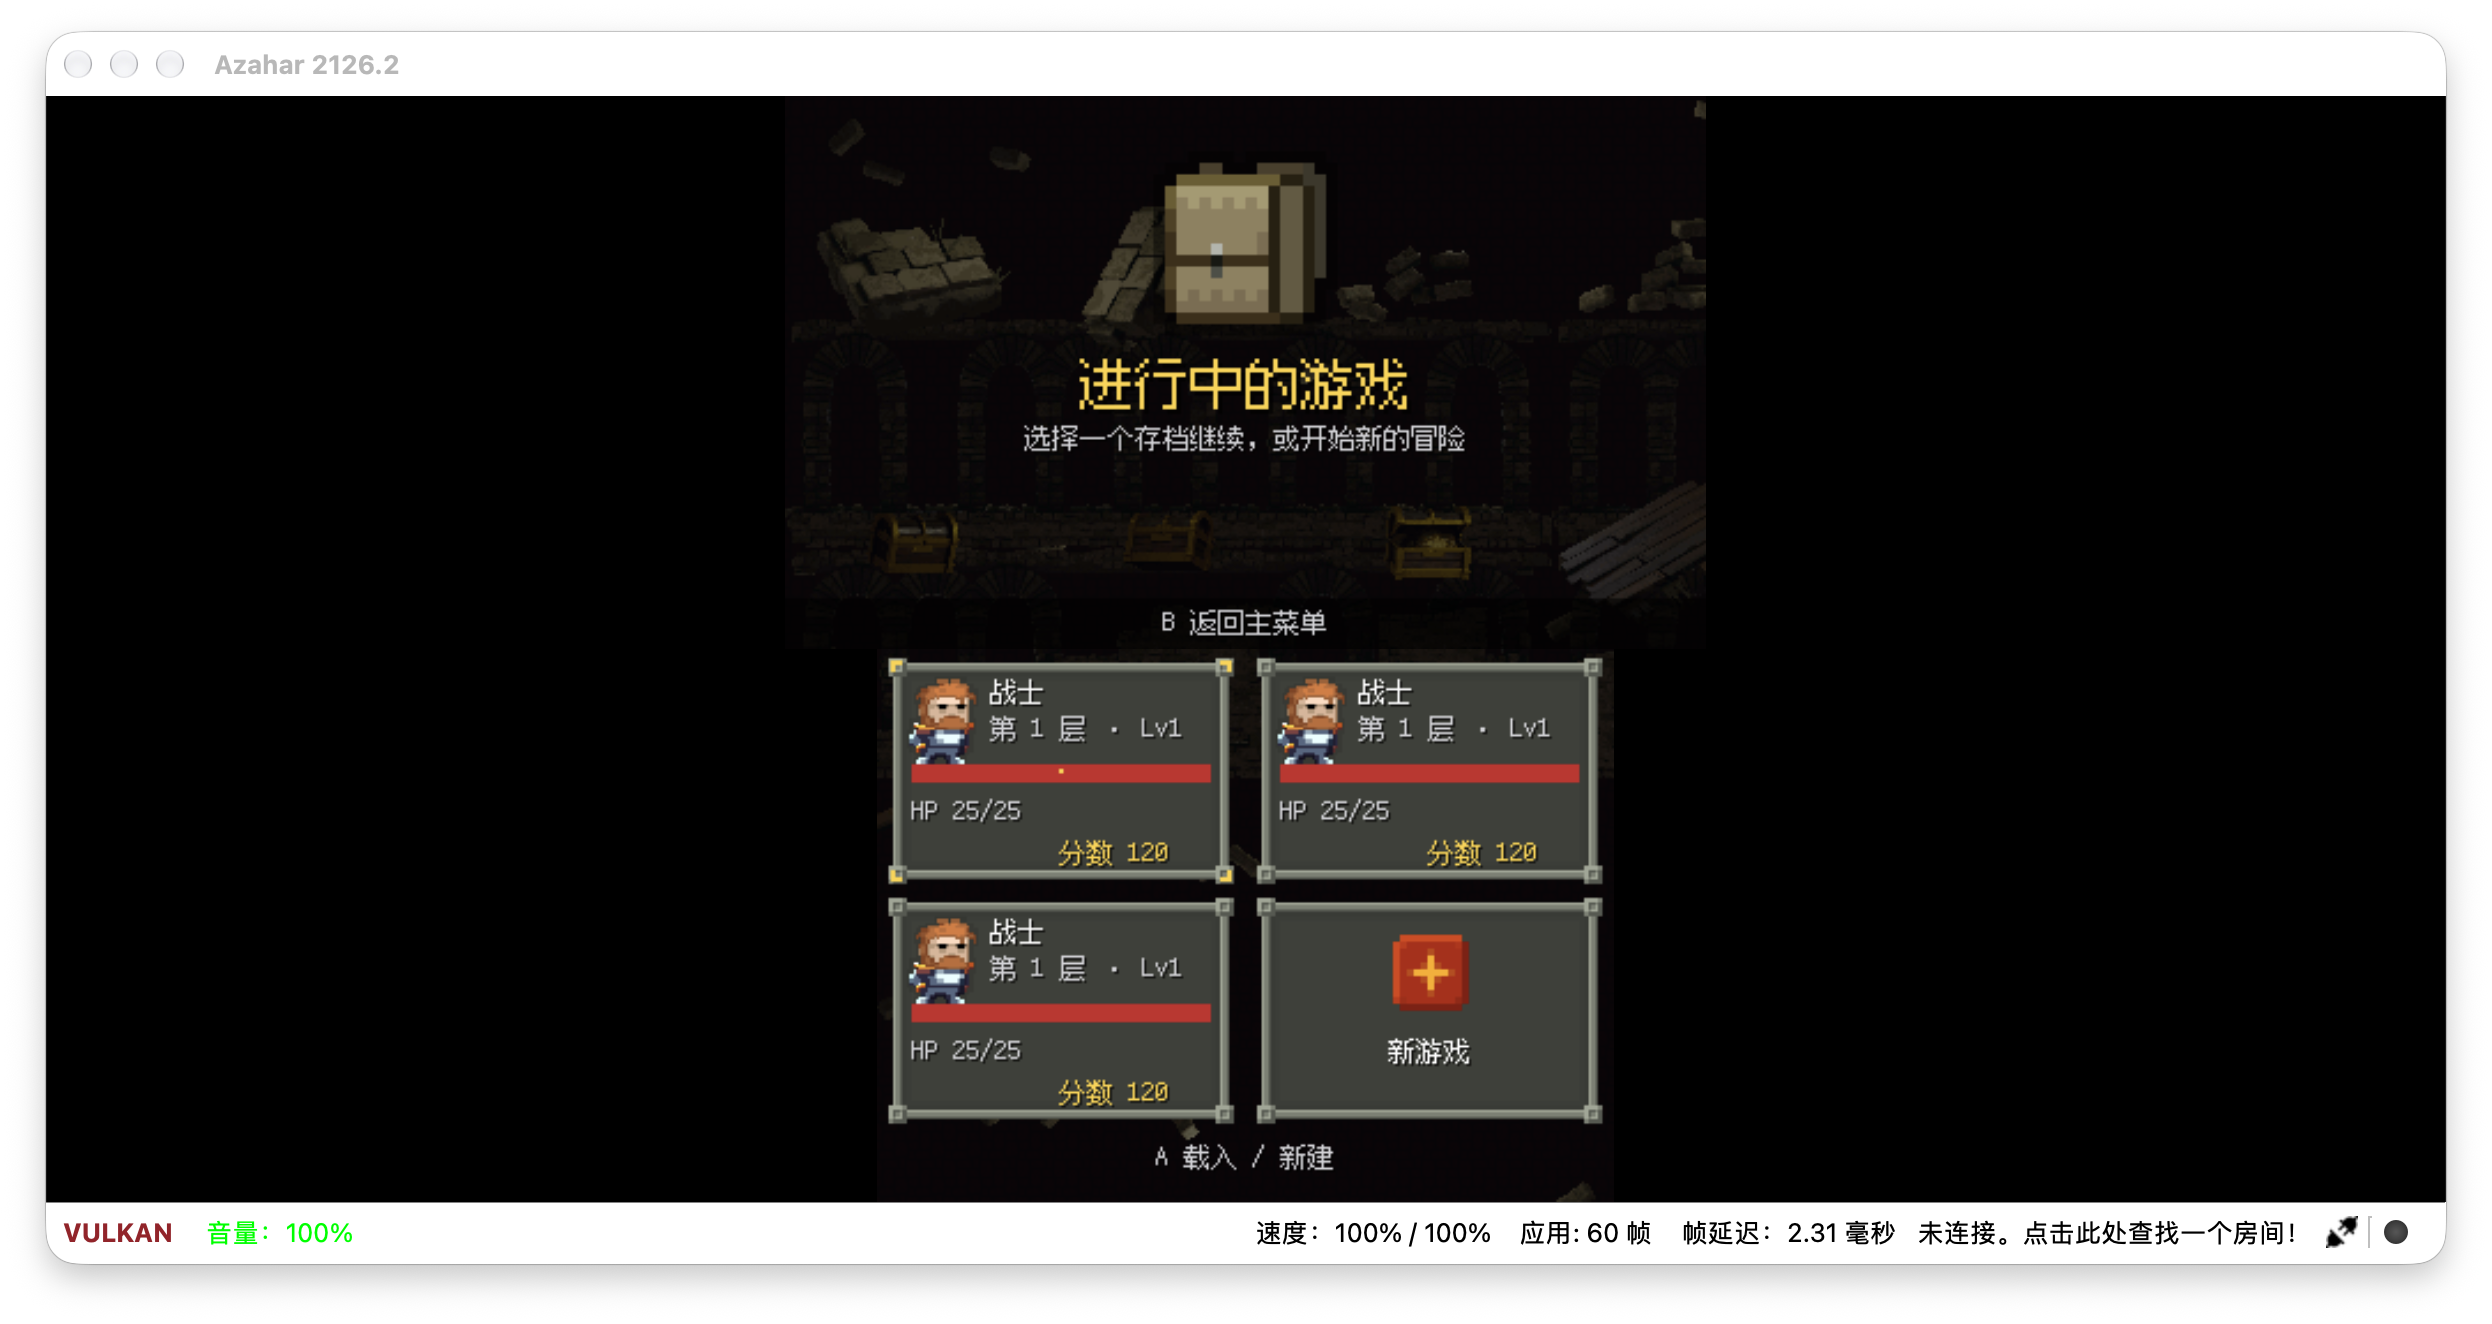 Azahar 2126.2
进行中的游戏
选择一个存档继续，或开始新的冒险
B 返回主菜单
战士
第 1 层 · Lv1
HP 25/25
分数 120
战士
第 1 层 · Lv1
HP 25/25
分数 120
战士
第 1 层 · Lv1
HP 25/25
分数 120
新游戏
A 载入 / 新建
VULKAN 音量：100% 速度：100% / 100% 应用: 60 帧 帧延迟：2.31 毫秒 未连接。点击此处查找一个房间！